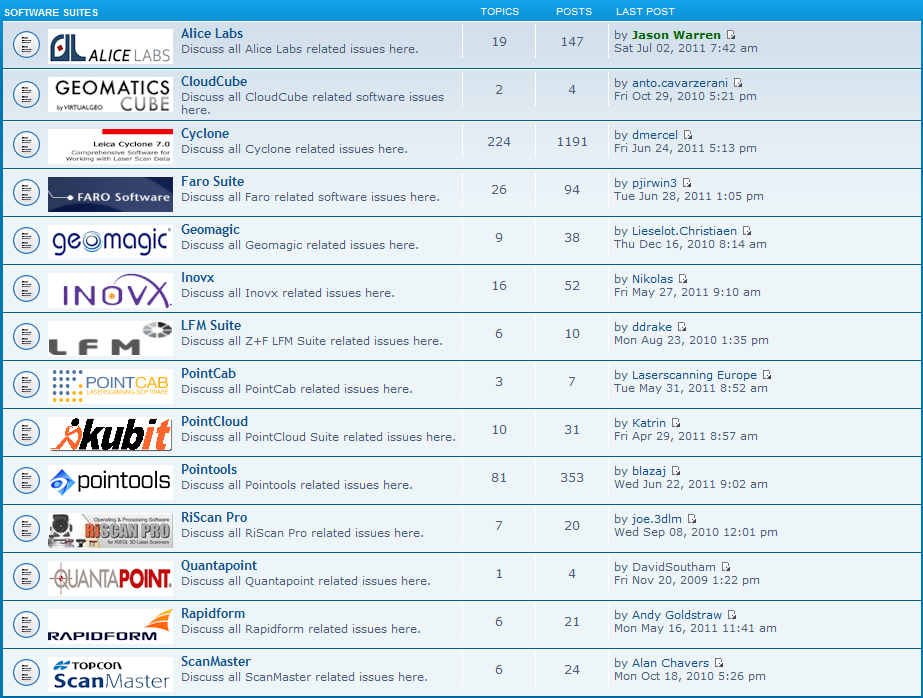 SOFTWARE SUITES TOPICS POSTS LAST POST
ALICE LABS
Alice Labs
Discuss all Alice Labs related issues here.
19 147
by Jason Warren
Sat Jul 02, 2011 7:42 am
GEOMATICS
by VIRTUALGEO CUBE
CloudCube
Discuss all CloudCube related software issues
here.
2 4
by anto.cavarzerani
Fri Oct 29, 2010 5:21 pm
Leica Cyclone 7.0
Comprehensive Software for
Working with Laser Scan Data
Cyclone
Discuss all Cyclone related issues here.
224 1191
by dmercel
Fri Jun 24, 2011 5:13 pm
FARO Software
Faro Suite
Discuss all Faro related software issues here.
26 94
by pjirwin3
Tue Jun 28, 2011 1:05 pm
geomagic
Geomagic
Discuss all Geomagic related issues here.
9 38
by Lieselot.Christiaen
Thu Dec 16, 2010 8:14 am
INOVX
Inovx
Discuss all Inovx related issues here.
16 52
by Nikolas
Fri May 27, 2011 9:10 am
LFM
LFM Suite
Discuss all Z+F LFM Suite related issues here.
6 10
by ddrake
Mon Aug 23, 2010 1:35 pm
POINTCAB
LASERSCANNING SOFTWARE
PointCab
Discuss all PointCab related issues here.
3 7
by Laserscanning Europe
Tue May 31, 2011 8:52 am
kubit
PointCloud
Discuss all PointCloud Suite related issues here.
10 31
by Katrin
Fri Apr 29, 2011 8:57 am
pointools
Pointools
Discuss all Pointools related issues here.
81 353
by blazaj
Wed Jun 22, 2011 9:02 am
Operating & Processing Software
RiSCAN PRO
for RIEGL 3D Laser Scanners
RiScan Pro
Discuss all RiScan Pro related issues here.
7 20
by joe.3dlm
Wed Sep 08, 2010 12:01 pm
QUANTAPOINT.
Quantapoint
Discuss all Quantapoint related issues here.
1 4
by DavidSoutham
Fri Nov 20, 2009 1:22 pm
RAPIDFORM
Rapidform
Discuss all Rapidform related issues here.
6 21
by Andy Goldstraw
Mon May 16, 2011 11:41 am
TOPCON
ScanMaster
ScanMaster
Discuss all ScanMaster related issues here.
6 24
by Alan Chavers
Mon Oct 18, 2010 5:26 pm